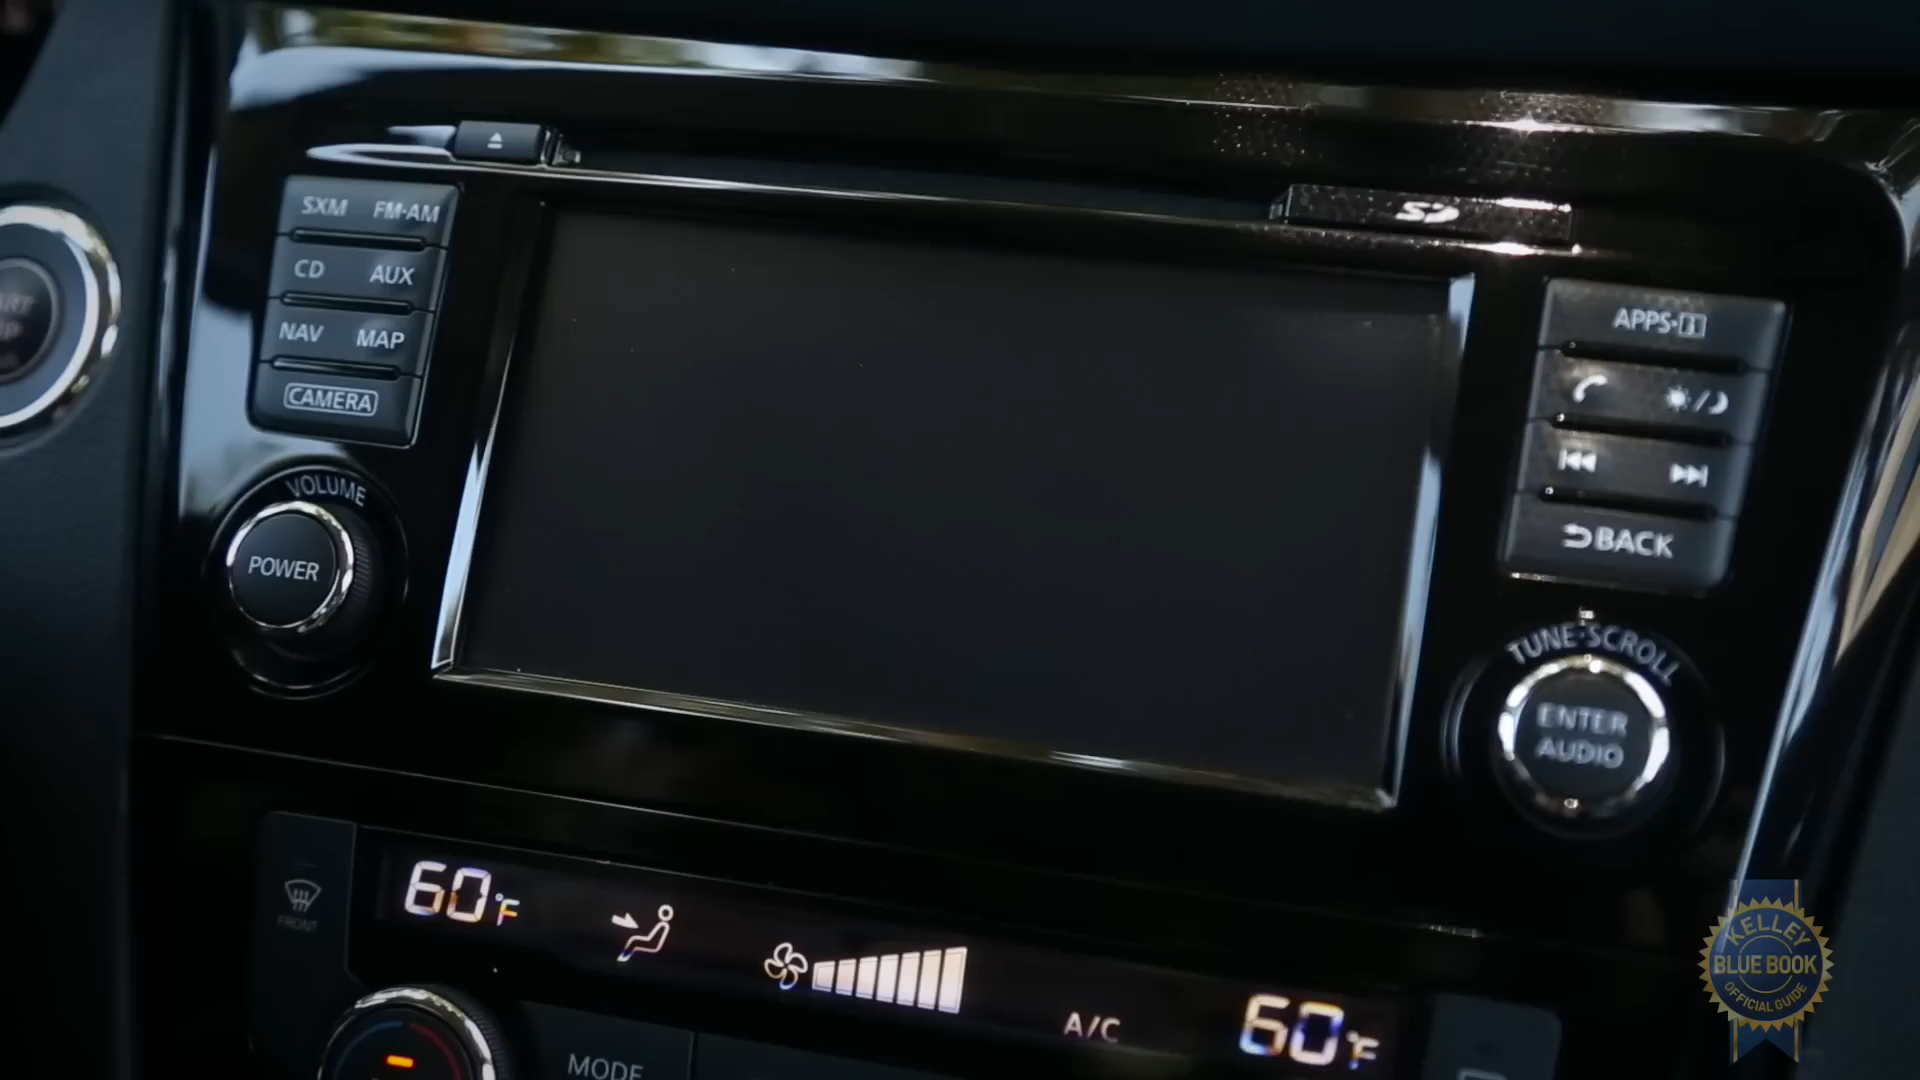 SXM FM·AM
CD AUX
NAV MAP
CAMERA
VOLUME
POWER
SD
APPS·i
BACK
TUNE·SCROLL
ENTER
AUDIO
FRONT
60°F
A/C
60°F
MODE
KELLEY
BLUE BOOK
OFFICIAL GUIDE